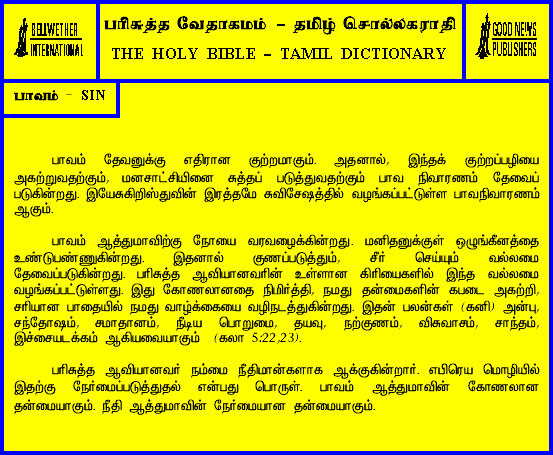 BELLWETHER
INTERNATIONAL
பரிசுத்த வேதாகமம் - தமிழ் சொல்லகராதி
THE HOLY BIBLE - TAMIL DICTIONARY
GOOD NEWS
PUBLISHERS
பாவம் - SIN
பாவம் தேவனுக்கு எதிரான குற்றமாகும். அதனால், இந்தக் குற்றப்பழியை
அகற்றுவதற்கும், மனசாட்சியினை சுத்தப் படுத்துவதற்கும் பாவ நிவாரணம் தேவைப்
படுகின்றது. இயேசுகிறிஸ்துவின் இரத்தமே சுவிசேஷத்தில் வழங்கப்பட்டுள்ள பாவநிவாரணம்
ஆகும்.
பாவம் ஆத்துமாவிற்கு நோயை வரவழைக்கின்றது. மனிதனுக்குள் ஒழுங்கீனத்தை
உண்டுபண்ணுகின்றது. இதனால் குணப்படுத்தும், சீர் செய்யும் வல்லமை
தேவைப்படுகின்றது. பரிசுத்த ஆவியானவரின் உள்ளான கிரியைகளில் இந்த வல்லமை
வழங்கப்பட்டுள்ளது. இது கோணலானதை நிமிர்த்தி, நமது தன்மைகளின் கபடை அகற்றி,
சரியான பாதையில் நமது வாழ்க்கையை வழிநடத்துகின்றது. இதன் பலன்கள் (கனி) அன்பு,
சந்தோஷம், சமாதானம், நீடிய பொறுமை, தயவு, நற்குணம், விசுவாசம், சாந்தம்,
இச்சையடக்கம் ஆகியவையாகும் (கலா 5:22,23).
பரிசுத்த ஆவியானவர் நம்மை நீதிமான்களாக ஆக்குகின்றார். எபிரெய மொழியில்
இதற்கு நேர்மைப்படுத்துதல் என்பது பொருள். பாவம் ஆத்துமாவின் கோணலான
தன்மையாகும். நீதி ஆத்துமாவின் நேர்மையான தன்மையாகும்.